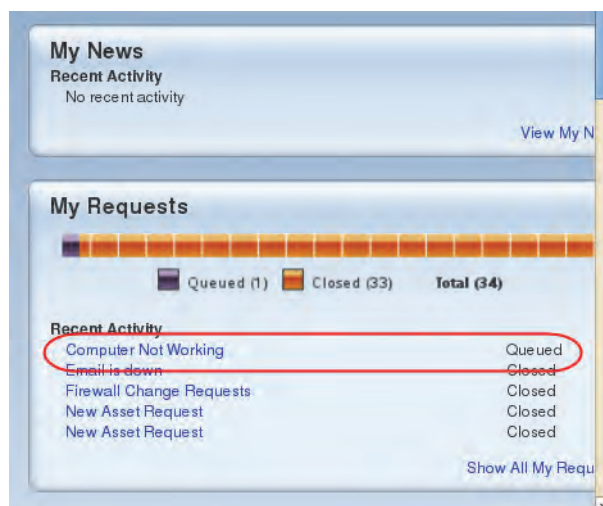 My News
Recent Activity
No recent activity
View My N
My Requests
Queued (1) Closed (33) Total (34)
Recent Activity
Computer Not Working Queued
Email is down Closed
Firewall Change Requests Closed
New Asset Request Closed
New Asset Request Closed
Show All My Requ